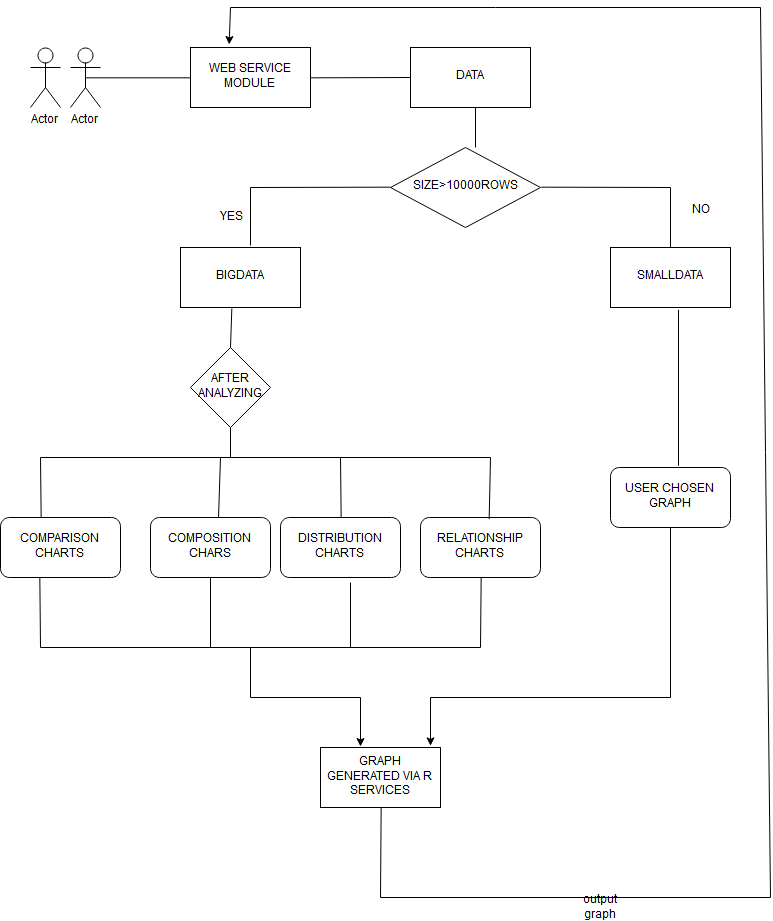 WEB SERVICE
MODULE
DATA
Actor
Actor
SIZE>10000ROWS
YES
NO
BIGDATA
SMALLDATA
AFTER
ANALYZING
USER CHOSEN
GRAPH
COMPARISON
CHARTS
COMPOSITION
CHARS
DISTRIBUTION
CHARTS
RELATIONSHIP
CHARTS
GRAPH
GENERATED VIA R
SERVICES
output
graph